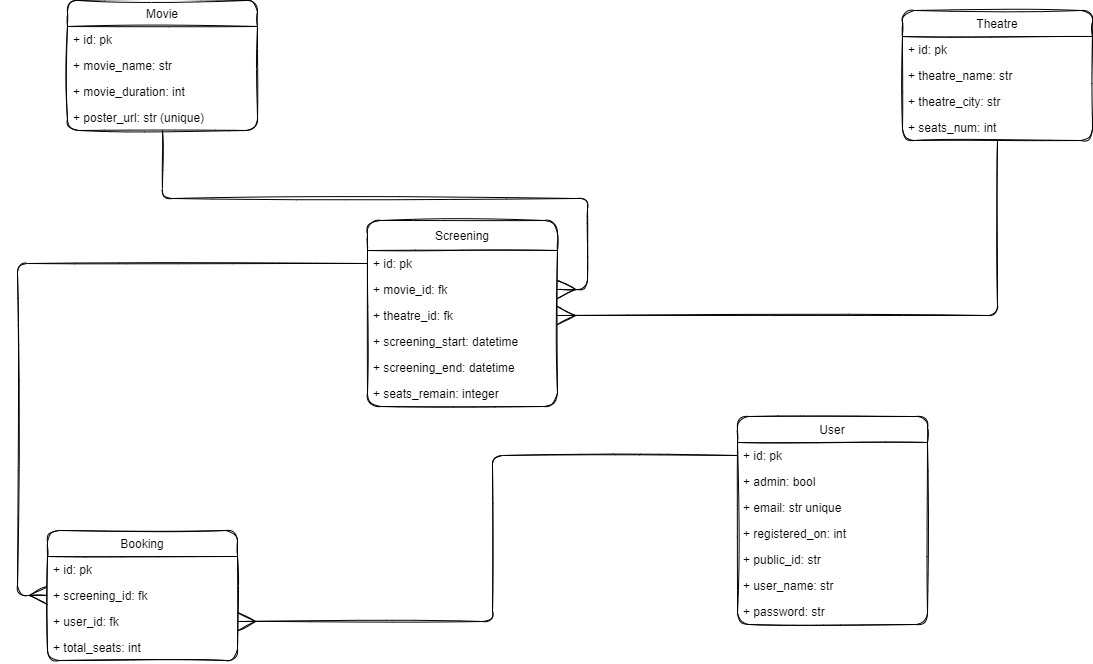 Movie
+ id: pk
+ movie_name: str
+ movie_duration: int
+ poster_url: str (unique)
Theatre
+ id: pk
+ theatre_name: str
+ theatre_city: str
+ seats_num: int
Screening
+ id: pk
+ movie_id: fk
+ theatre_id: fk
+ screening_start: datetime
+ screening_end: datetime
+ seats_remain: integer
User
+ id: pk
+ admin: bool
+ email: str unique
+ registered_on: int
+ public_id: str
+ user_name: str
+ password: str
Booking
+ id: pk
+ screening_id: fk
+ user_id: fk
+ total_seats: int